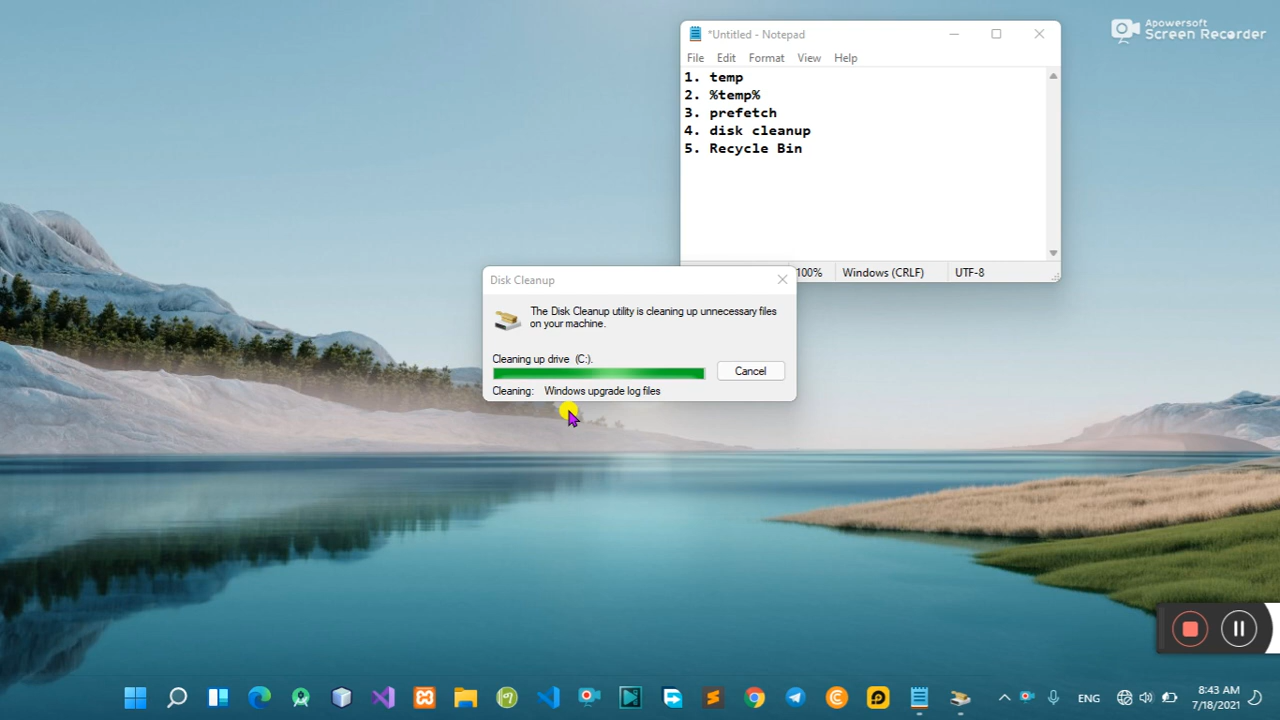 Apowersoft
Screen Recorder
*Untitled - Notepad
File Edit Format View Help
1. temp
2. %temp%
3. prefetch
4. disk cleanup
5. Recycle Bin
100% Windows (CRLF) UTF-8
Disk Cleanup
The Disk Cleanup utility is cleaning up unnecessary files
on your machine.
Cleaning up drive (C:).
Cancel
Cleaning: Windows upgrade log files
ENG
8:43 AM
7/18/2021